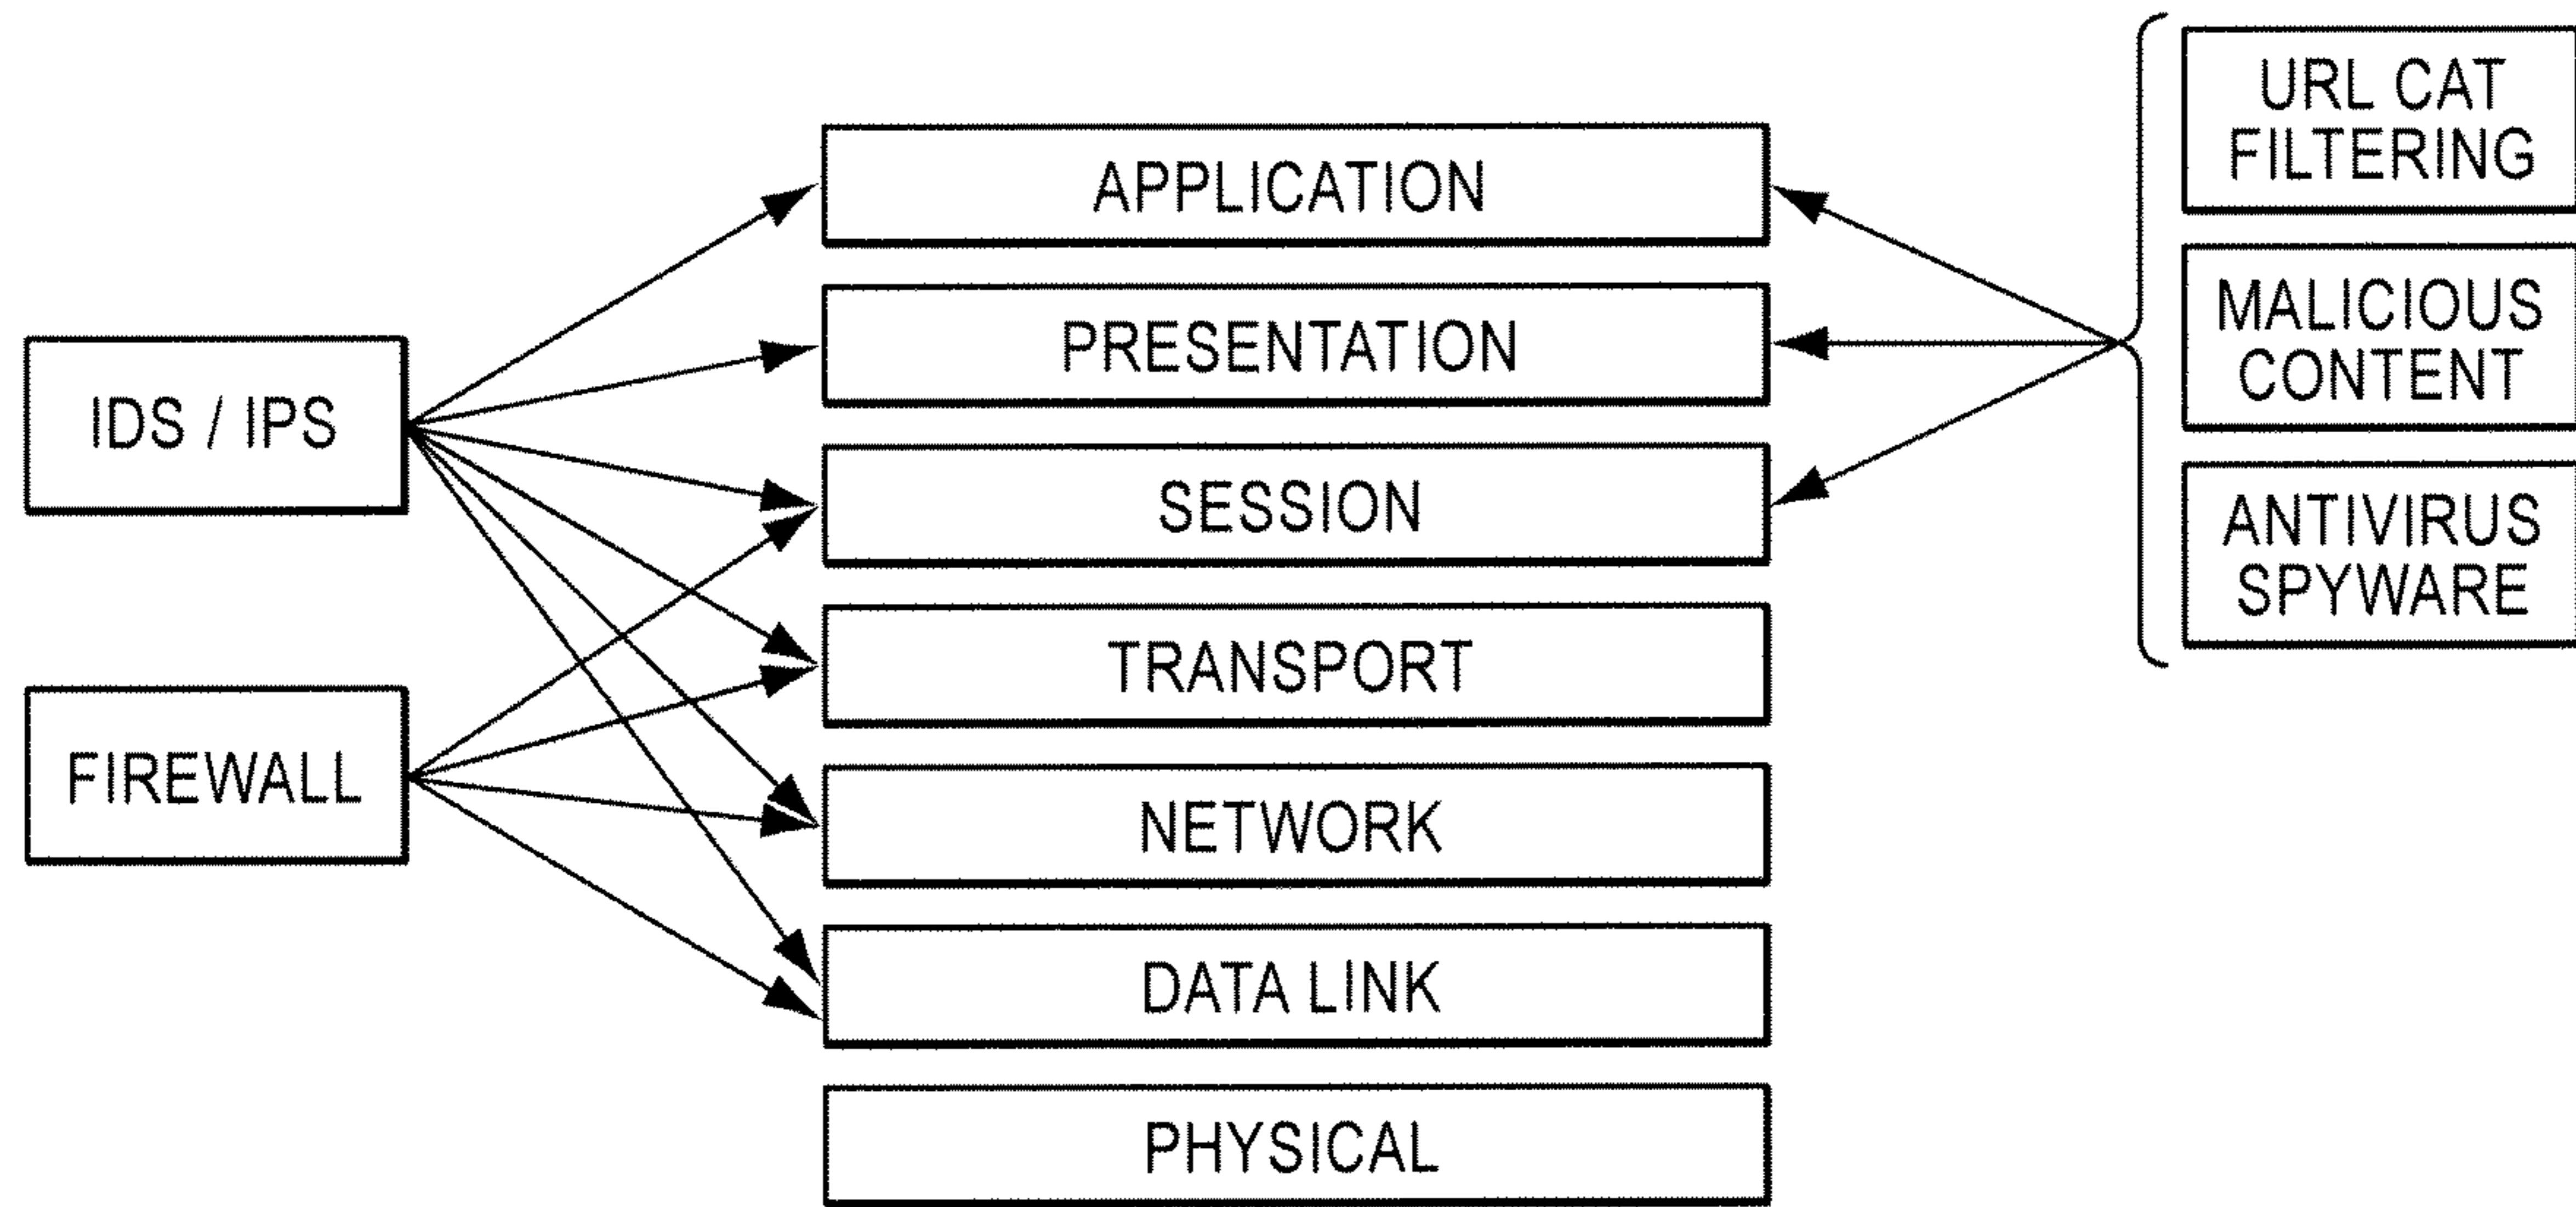 IDS / IPS
FIREWALL
APPLICATION
PRESENTATION
SESSION
TRANSPORT
NETWORK
DATA LINK
PHYSICAL
URL CAT
FILTERING
MALICIOUS
CONTENT
ANTIVIRUS
SPYWARE